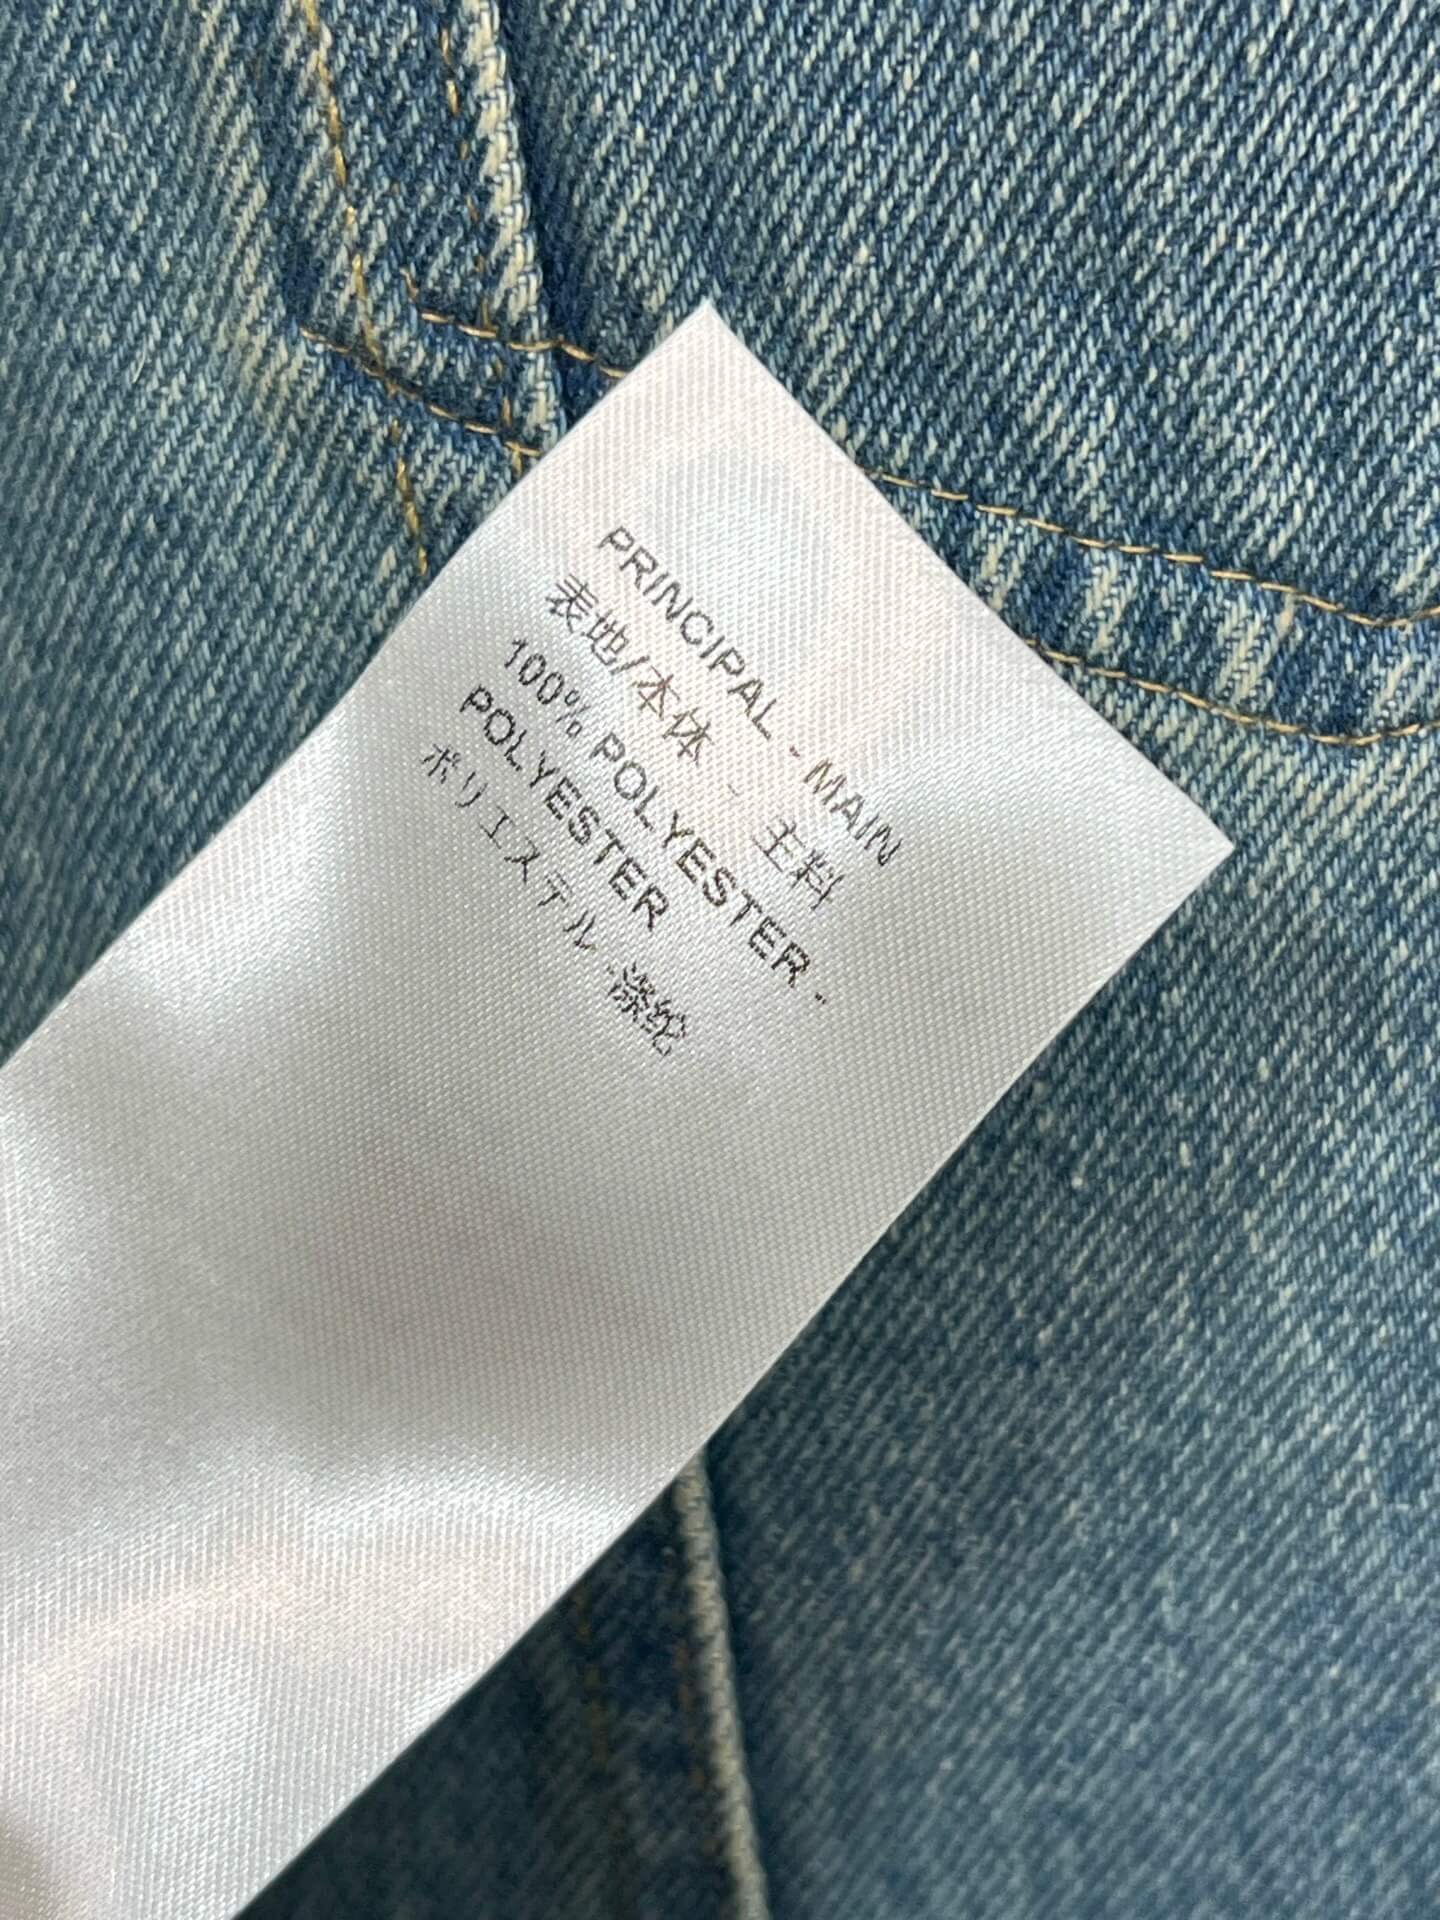 PRINCIPAL - MAIN
表地/本体 - 主料
100% POLYESTER -
POLYESTER
ポリエステル -涤纶